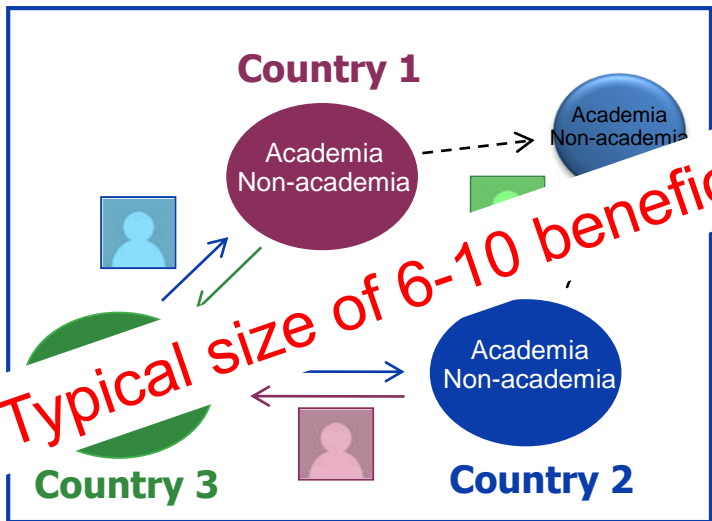 Country 1
Academia
Non-academia
Academia
Non-academia
Typical size of 6-10 benefic
Academia
Non-academia
Country 3
Country 2